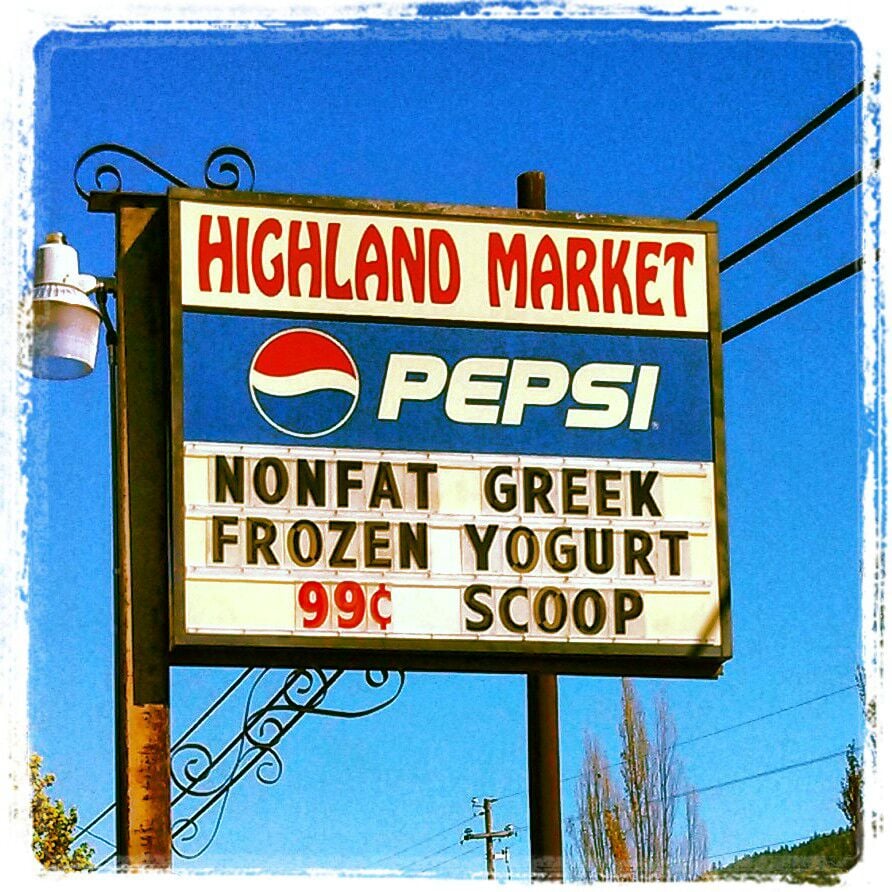 HIGHLAND MARKET
PEPSI
NONFAT GREEK
FROZEN YOGURT
99¢ SCOOP